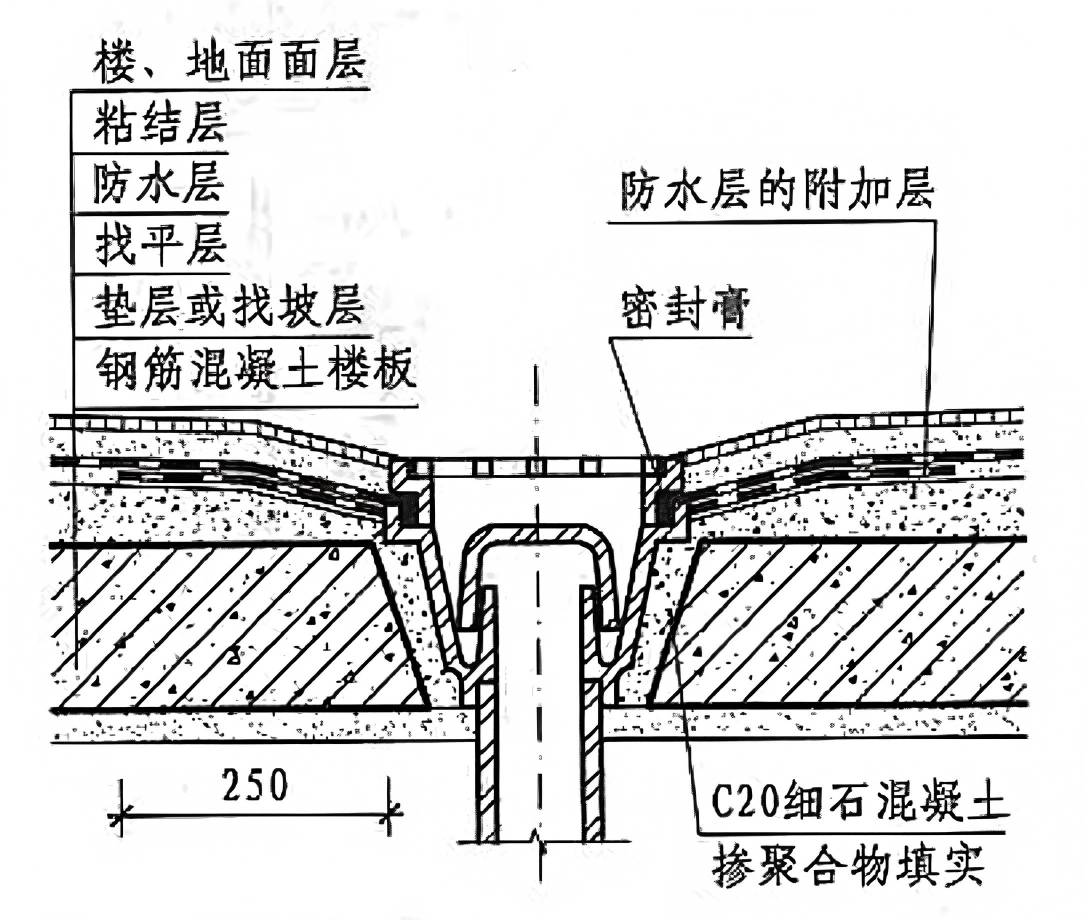 楼、地面面层
粘结层
防水层
找平层
垫层或找坡层
钢筋混凝土楼板
防水层的附加层
密封膏
250
C20细石混凝土
掺聚合物填实